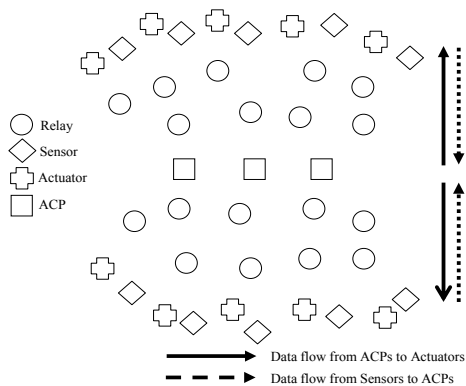 Relay
Sensor
Actuator
ACP
Data flow from ACPs to Actuators
Data flow from Sensors to ACPs